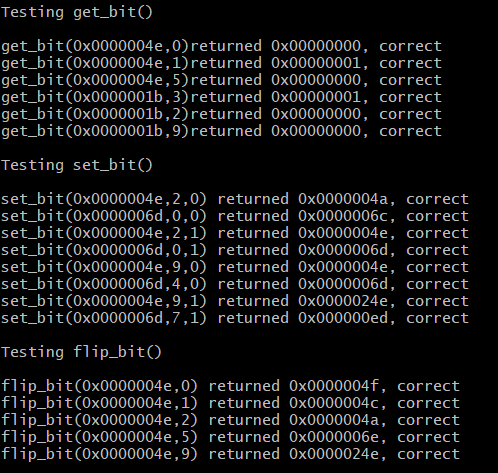 Testing get_bit()
get_bit(0x0000004e,0)returned 0x00000000, correct
get_bit(0x0000004e,1)returned 0x00000001, correct
get_bit(0x0000004e,5)returned 0x00000000, correct
get_bit(0x0000001b,3)returned 0x00000001, correct
get_bit(0x0000001b,2)returned 0x00000000, correct
get_bit(0x0000001b,9)returned 0x00000000, correct
Testing set_bit()
set_bit(0x0000004e,2,0) returned 0x0000004a, correct
set_bit(0x0000006d,0,0) returned 0x0000006c, correct
set_bit(0x0000004e,2,1) returned 0x0000004e, correct
set_bit(0x0000006d,0,1) returned 0x0000006d, correct
set_bit(0x0000004e,9,0) returned 0x0000004e, correct
set_bit(0x0000006d,4,0) returned 0x0000006d, correct
set_bit(0x0000004e,9,1) returned 0x0000024e, correct
set_bit(0x0000006d,7,1) returned 0x000000ed, correct
Testing flip_bit()
flip_bit(0x0000004e,0) returned 0x0000004f, correct
flip_bit(0x0000004e,1) returned 0x0000004c, correct
flip_bit(0x0000004e,2) returned 0x0000004a, correct
flip_bit(0x0000004e,5) returned 0x0000006e, correct
flip_bit(0x0000004e,9) returned 0x0000024e, correct